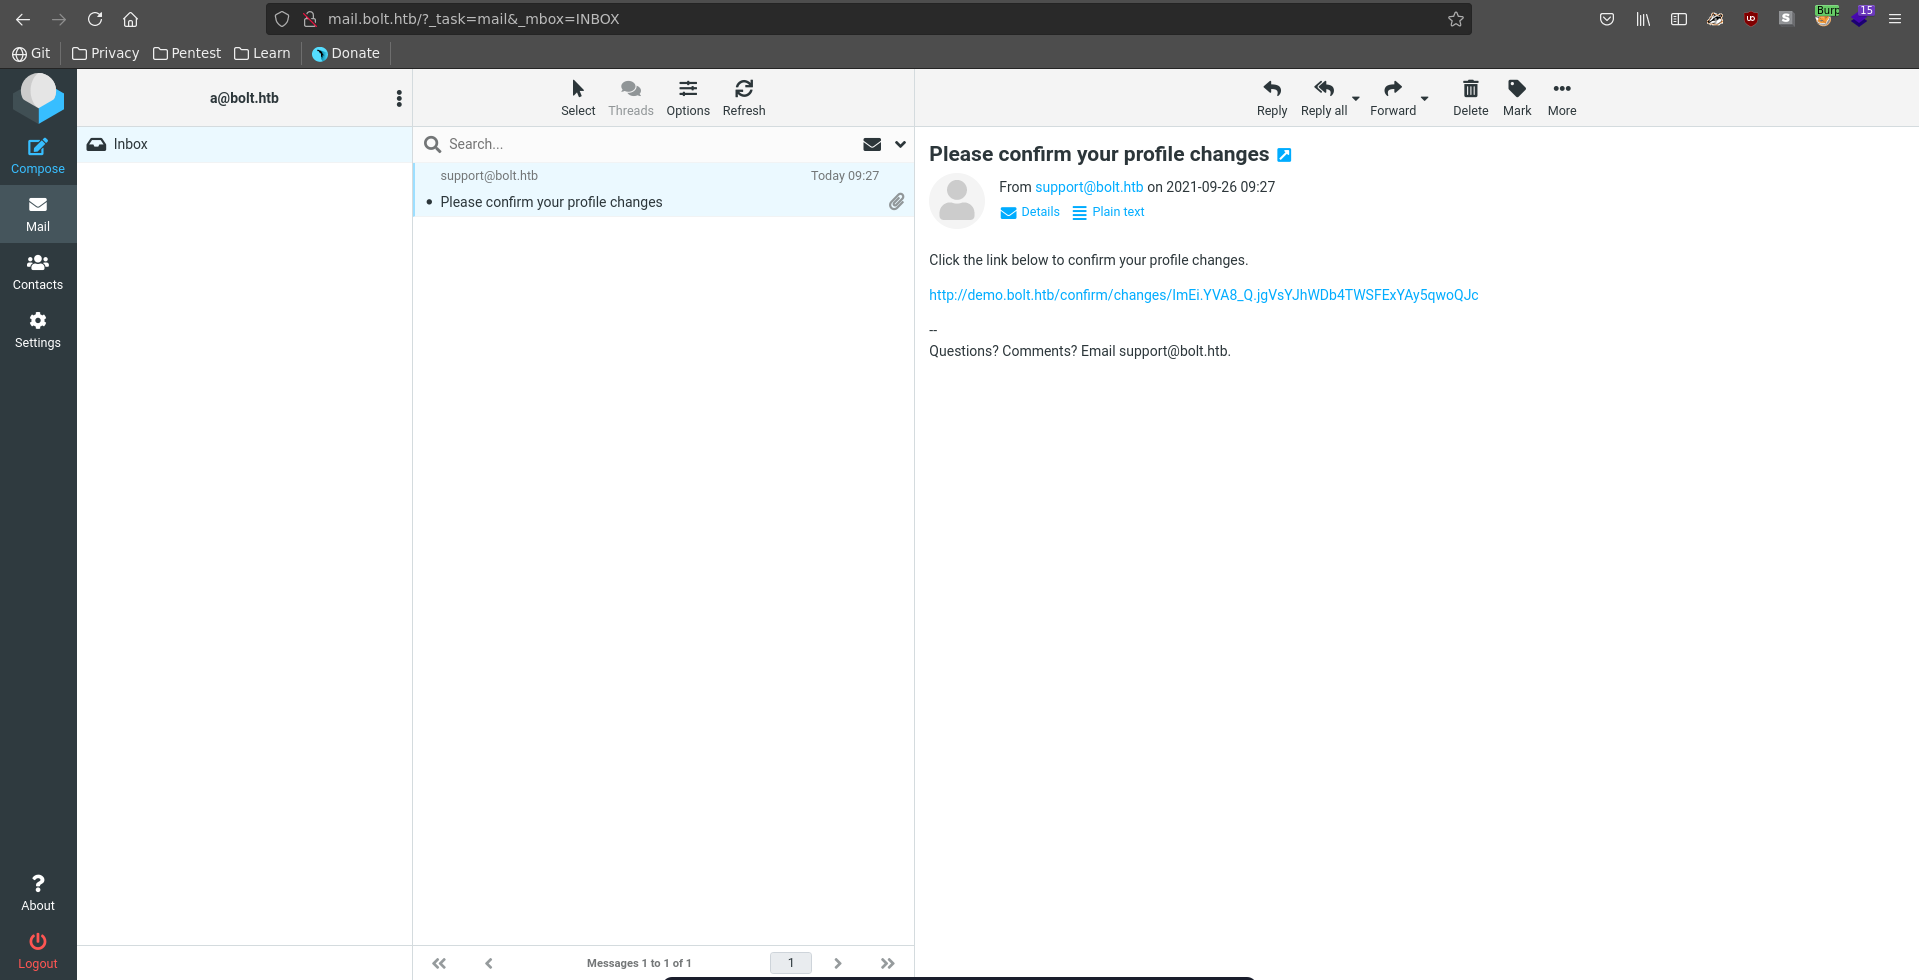 mail.bolt.htb/?_task=mail&_mbox=INBOX
Burp
15
Git
Privacy
Pentest
Learn
Donate
a@bolt.htb
Select
Threads
Options
Refresh
Reply
Reply all
Forward
Delete
Mark
More
Compose
Mail
Contacts
Settings
About
Logout
Inbox
Search...
support@bolt.htb
Today 09:27
• Please confirm your profile changes
Messages 1 to 1 of 1
1
Please confirm your profile changes
From support@bolt.htb on 2021-09-26 09:27
Details
Plain text
Click the link below to confirm your profile changes.
http://demo.bolt.htb/confirm/changes/ImEi.YVA8_Q.jgVsYJhWDb4TWSFExYAy5qwoQJc
--
Questions? Comments? Email support@bolt.htb.